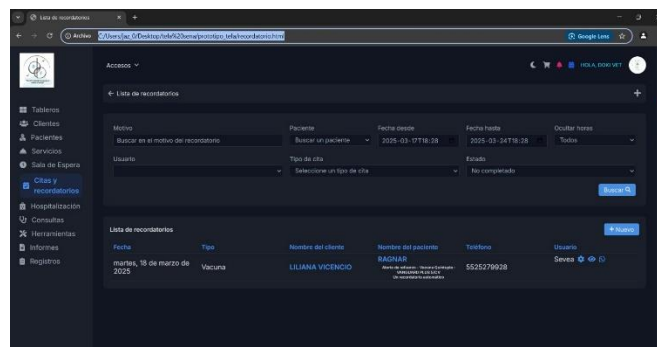 Lista de recordatorios
Archivo C:/Users/jaz_0/Desktop/tela%20sena/prototipo_tella/recordatorio.html
Google Lens
Accesos
HOLA, DOKI VET
← Lista de recordatorios +
Tableros
Clientes
Pacientes
Servicios
Sala de Espera
Citas y
recordatorios
Hospitalización
Consultas
Herramientas
Informes
Registros
Motivo Paciente Fecha desde Fecha hasta Ocultar horas
Buscar en el motivo del recordatorio Buscar un paciente 2025-03-17T18:28 2025-03-24T18:28 Todos
Usuario Tipo de cita Estado
Seleccione un tipo de cita No completado
Buscar
Lista de recordatorios + Nuevo
Fecha Tipo Nombre del cliente Nombre del paciente Teléfono Usuario
martes, 18 de marzo de
2025
Vacuna LILIANA VICENCIO RAGNAR 5525279928 Sevea